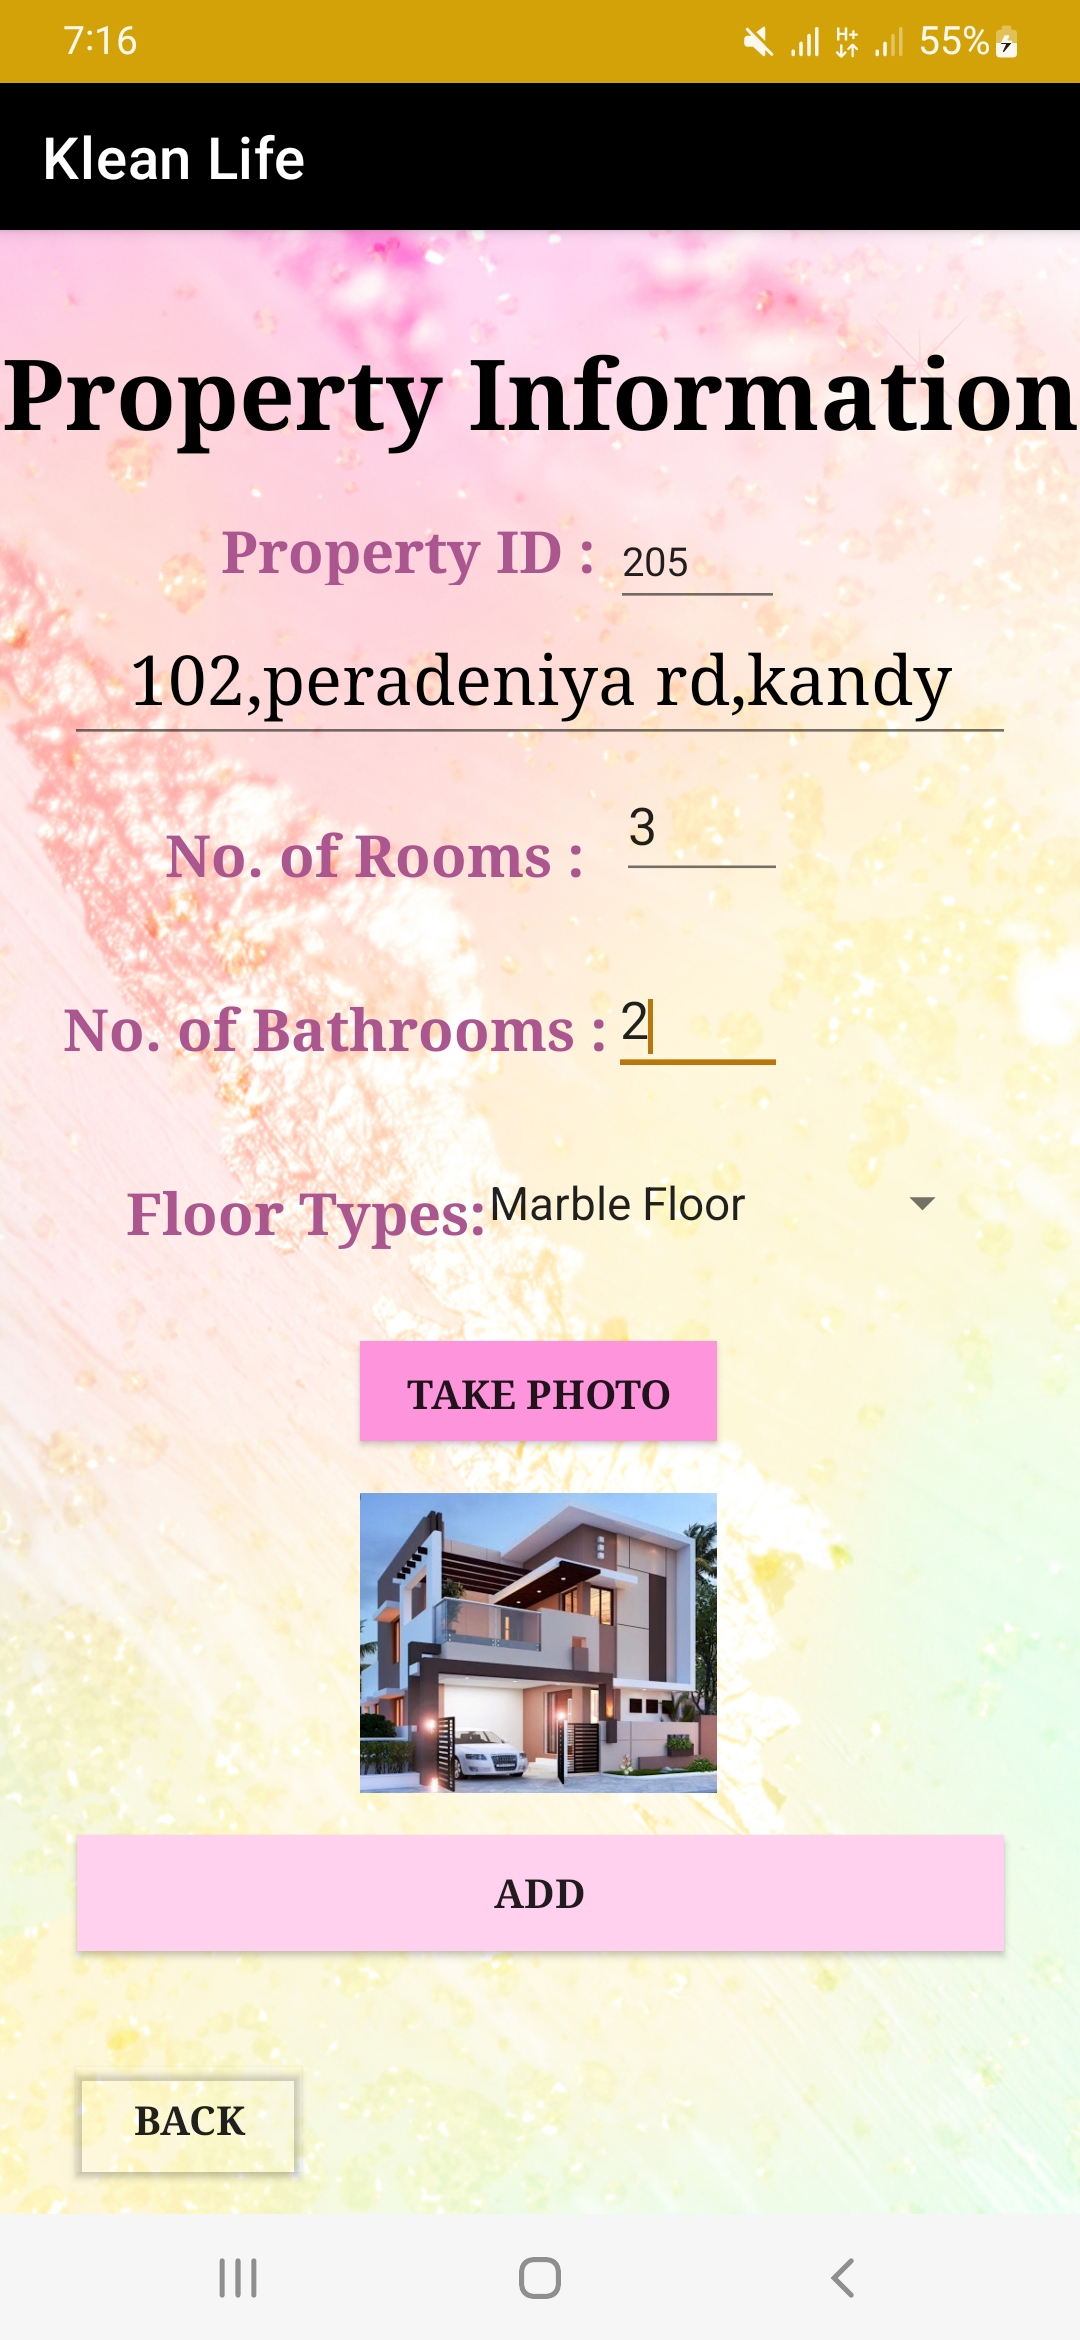 7:16 H+ 55%
Klean Life
Property Information
Property ID : 205
102,peradeniya rd,kandy
No. of Rooms : 3
No. of Bathrooms : 2
Floor Types: Marble Floor
TAKE PHOTO
ADD
BACK